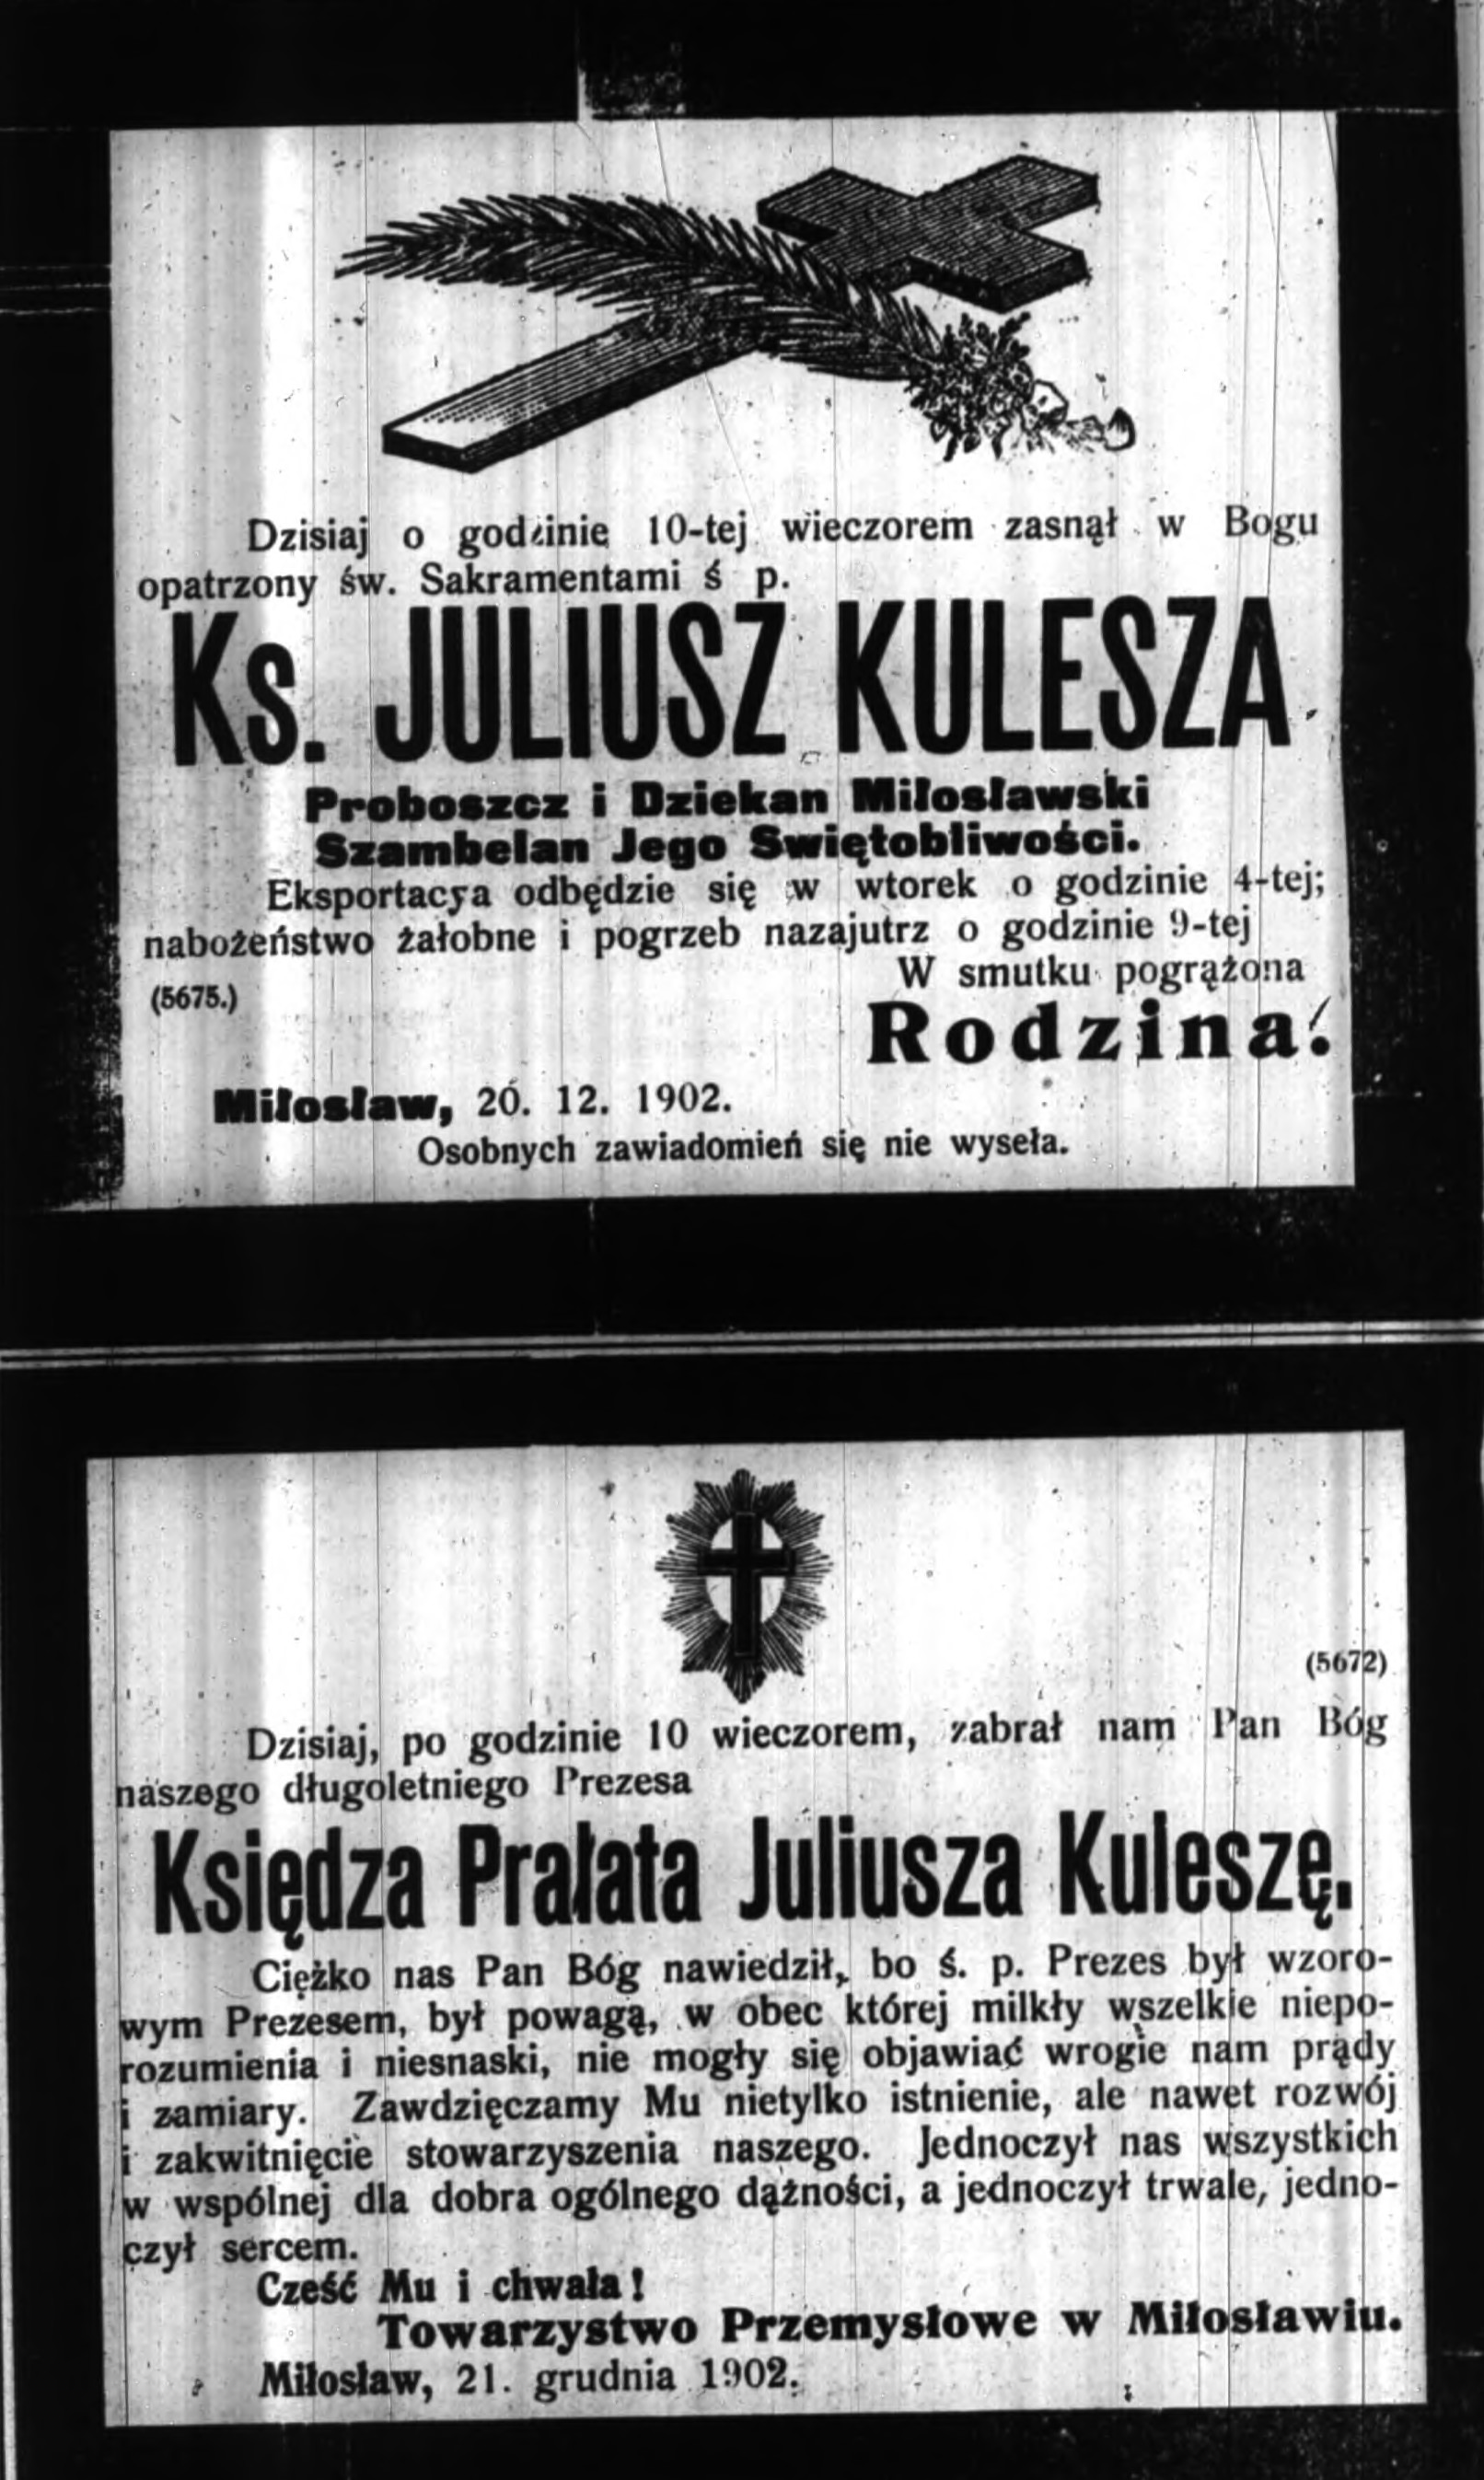 Dzisiaj o godzinie 10-tej wieczorem zasnął w Bogu
opatrzony św. Sakramentami ś p.
Ks. JULIUSZ KULESZA
Proboszcz i Dziekan Miłosławski
Szambelan Jego Swiętobliwości.
Eksportacya odbędzie się w wtorek o godzinie 4-tej;
nabożeństwo żałobne i pogrzeb nazajutrz o godzinie 9-tej
W smutku pogrążona
(5675.)
Rodzina.
Miłosław, 20. 12. 1902.
Osobnych zawiadomień się nie wyseła.
(5672)
Dzisiaj, po godzinie 10 wieczorem, zabrał nam Pan Bóg
naszego długoletniego Prezesa
Księdza Prałata Juliusza Kuleszę.
Ciężko nas Pan Bóg nawiedził, bo ś. p. Prezes był wzoro-
wym Prezesem, był powagą, w obec której milkły wszelkie niepo-
rozumienia i niesnaski, nie mogły się objawiać wrogie nam prądy
i zamiary. Zawdzięczamy Mu nietylko istnienie, ale nawet rozwój
i zakwitnięcie stowarzyszenia naszego. Jednoczył nas wszystkich
w wspólnej dla dobra ogólnego dążności, a jednoczył trwale, jedno-
czył sercem.
Cześć Mu i chwała!
Towarzystwo Przemysłowe w Miłosławiu.
Miłosław, 21. grudnia 1902.